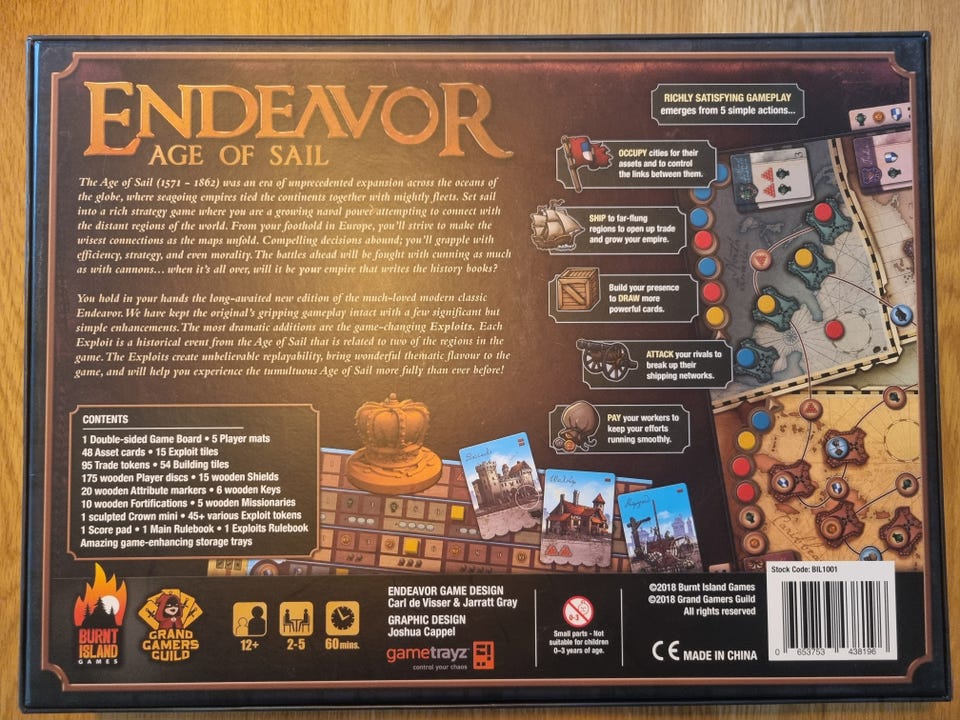 ENDEAVOR
AGE OF SAIL
The Age of Sail (1571 - 1862) was an era of unprecedented expansion across the oceans of
the globe, where seagoing empires tied the continents together with mightly fleets. Set sail
into a rich strategy game where you are a growing naval power attempting to connect with
the distant regions of the world. From your foothold in Europe, you'll strive to make the
wisest connections as the maps unfold. Compelling decisions abound; you'll grapple with
efficiency, strategy, and even morality. The battles ahead will be fought with cunning as much
as with cannons... when it's all over, will it be your empire that writes the history books?
You hold in your hands the long-awaited new edition of the much-loved modern classic
Endeavor. We have kept the original's gripping gameplay intact with a few significant but
simple enhancements. The most dramatic additions are the game-changing Exploits. Each
Exploit is a historical event from the Age of Sail that is related to two of the regions in the
game. The Exploits create unbelievable replayability, bring wonderful thematic flavour to the
game, and will help you experience the tumultuous Age of Sail more fully than ever before!
CONTENTS
1 Double-sided Game Board • 5 Player mats
48 Asset cards • 15 Exploit tiles
95 Trade tokens • 54 Building tiles
175 wooden Player discs • 15 wooden Shields
20 wooden Attribute markers • 6 wooden Keys
10 wooden Fortifications • 5 wooden Missionaries
1 sculpted Crown mini • 45+ various Exploit tokens
1 Score pad • 1 Main Rulebook • 1 Exploits Rulebook
Amazing game-enhancing storage trays
RICHLY SATISFYING GAMEPLAY
emerges from 5 simple actions...
OCCUPY cities for their
assets and to control
the links between them.
SHIP to far-flung
regions to open up trade
and grow your empire.
Build your presence
to DRAW more
powerful cards.
ATTACK your rivals to
break up their
shipping networks.
PAY your workers to
keep your efforts
running smoothly.
3
BURNT
ISLAND
GAMES
GRAND
GAMERS
GUILD
12+
2-5
60 mins.
ENDEAVOR GAME DESIGN
Carl de Visser & Jarratt Gray
GRAPHIC DESIGN
Joshua Cappel
gametrayz
control your chaos
0-3
Small parts - Not
suitable for children
0-3 years of age.
©2018 Burnt Island Games
©2018 Grand Gamers Guild
All rights reserved
CE MADE IN CHINA
Stock Code: BIL1001
0 653753 438196